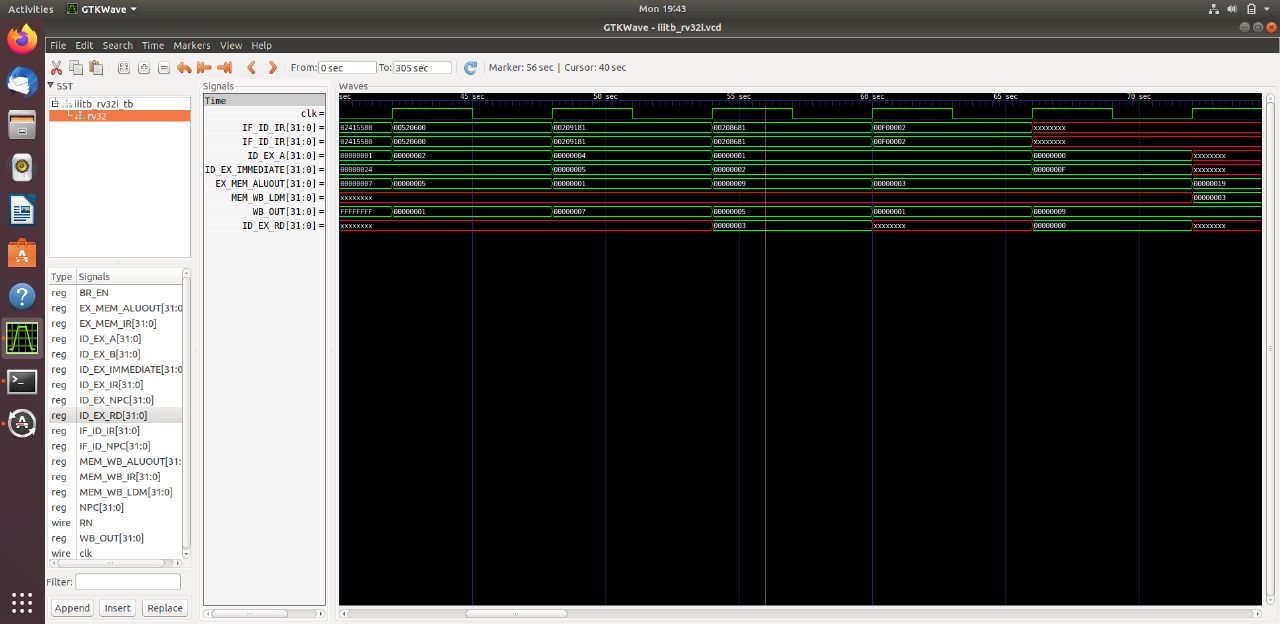 Activities GTKWave Mon 19:43
GTKWave - iiitb_rv32i.vcd
File Edit Search Time Markers View Help
From: 0 sec To: 305 sec Marker: 56 sec | Cursor: 40 sec
SST
iiitb_rv32i_tb
rv32
Type Signals
reg BR_EN
reg EX_MEM_ALUOUT[31:0]
reg EX_MEM_IR[31:0]
reg ID_EX_A[31:0]
reg ID_EX_B[31:0]
reg ID_EX_IMMEDIATE[31:0]
reg ID_EX_IR[31:0]
reg ID_EX_NPC[31:0]
reg ID_EX_RD[31:0]
reg IF_ID_IR[31:0]
reg IF_ID_NPC[31:0]
reg MEM_WB_ALUOUT[31:
reg MEM_WB_IR[31:0]
reg MEM_WB_LDM[31:0]
reg NPC[31:0]
wire RN
reg WB_OUT[31:0]
wire clk
Filter:
Append Insert Replace
Signals
Time
clk =
IF_ID_IR[31:0] =
IF_ID_IR[31:0] =
ID_EX_A[31:0] =
ID_EX_IMMEDIATE[31:0] =
EX_MEM_ALUOUT[31:0] =
MEM_WB_LDM[31:0] =
WB_OUT[31:0] =
ID_EX_RD[31:0] =
Waves
sec 45 sec 50 sec 55 sec 60 sec 65 sec 70 sec
02415500 00520600 00209181 00208681 00F00002 xxxxxxxx
02415500 00520600 00209181 00208681 00F00002 xxxxxxxx
00000001 00000002 00000004 00000001 00000000 xxxxxxxx
00000024 00000005 00000002 0000000F xxxxxxxx
00000007 00000005 00000001 00000009 00000003 00000019
xxxxxxxx 00000003
FFFFFFFF 00000001 00000007 00000005 00000001 00000009
xxxxxxxx 00000003 xxxxxxxx 00000000 xxxxxxxx